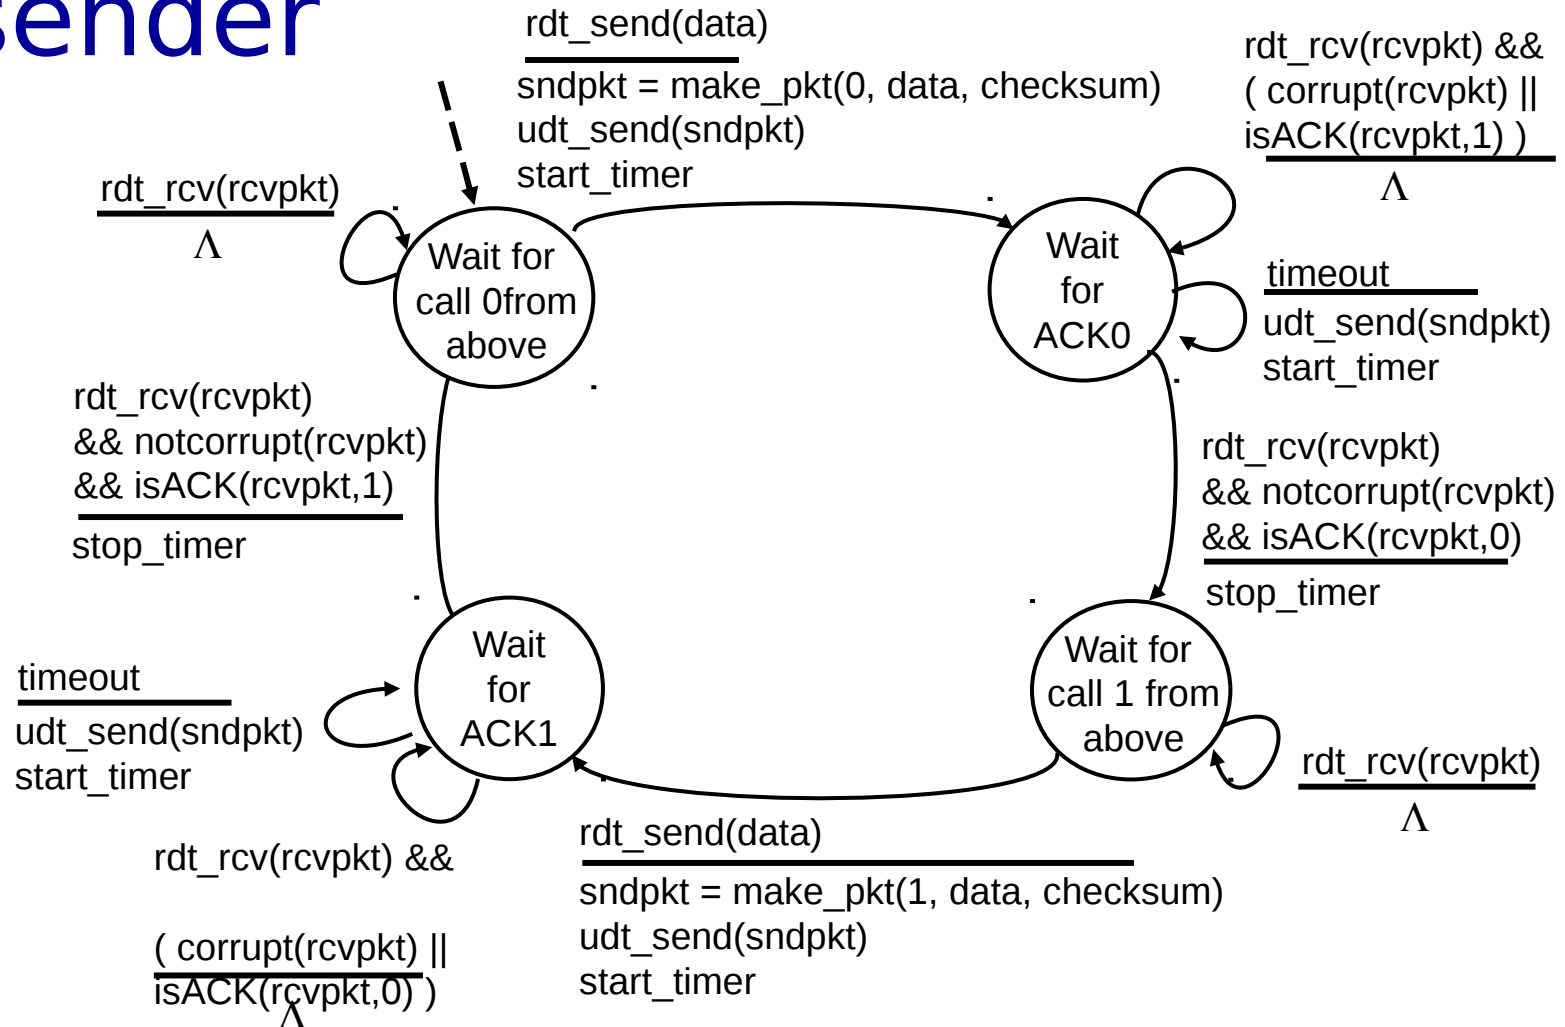 sender
rdt_send(data)
sndpkt = make_pkt(0, data, checksum)
udt_send(sndpkt)
start_timer
rdt_rcv(rcvpkt) &&
( corrupt(rcvpkt) ||
isACK(rcvpkt,1) )
Λ
rdt_rcv(rcvpkt)
Λ
Wait for
call 0from
above
Wait
for
ACK0
timeout
udt_send(sndpkt)
start_timer
rdt_rcv(rcvpkt)
&& notcorrupt(rcvpkt)
&& isACK(rcvpkt,1)
stop_timer
rdt_rcv(rcvpkt)
&& notcorrupt(rcvpkt)
&& isACK(rcvpkt,0)
stop_timer
Wait
for
ACK1
Wait for
call 1 from
above
timeout
udt_send(sndpkt)
start_timer
rdt_rcv(rcvpkt)
Λ
rdt_rcv(rcvpkt) &&
( corrupt(rcvpkt) ||
isACK(rcvpkt,0) )
Λ
rdt_send(data)
sndpkt = make_pkt(1, data, checksum)
udt_send(sndpkt)
start_timer